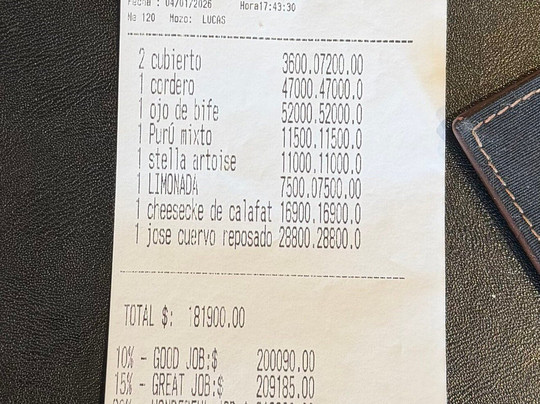 Fecha : 04/01/2026 Hora17:43:30
Me 120 Mozo: LUCAS
2 cubierto 3600.07200.00
1 cordero 47000.47000.0
1 ojo de bife 52000.52000.0
1 Purú mixto 11500.11500.0
1 stella artoise 11000.11000.0
1 LIMONADA 7500.07500.00
1 cheesecke de calafat 16900.16900.0
1 jose cuervo reposado 28800.28800.0
TOTAL $: 181900.00
10% - GOOD JOB:$ 200090.00
15% - GREAT JOB:$ 209185.00